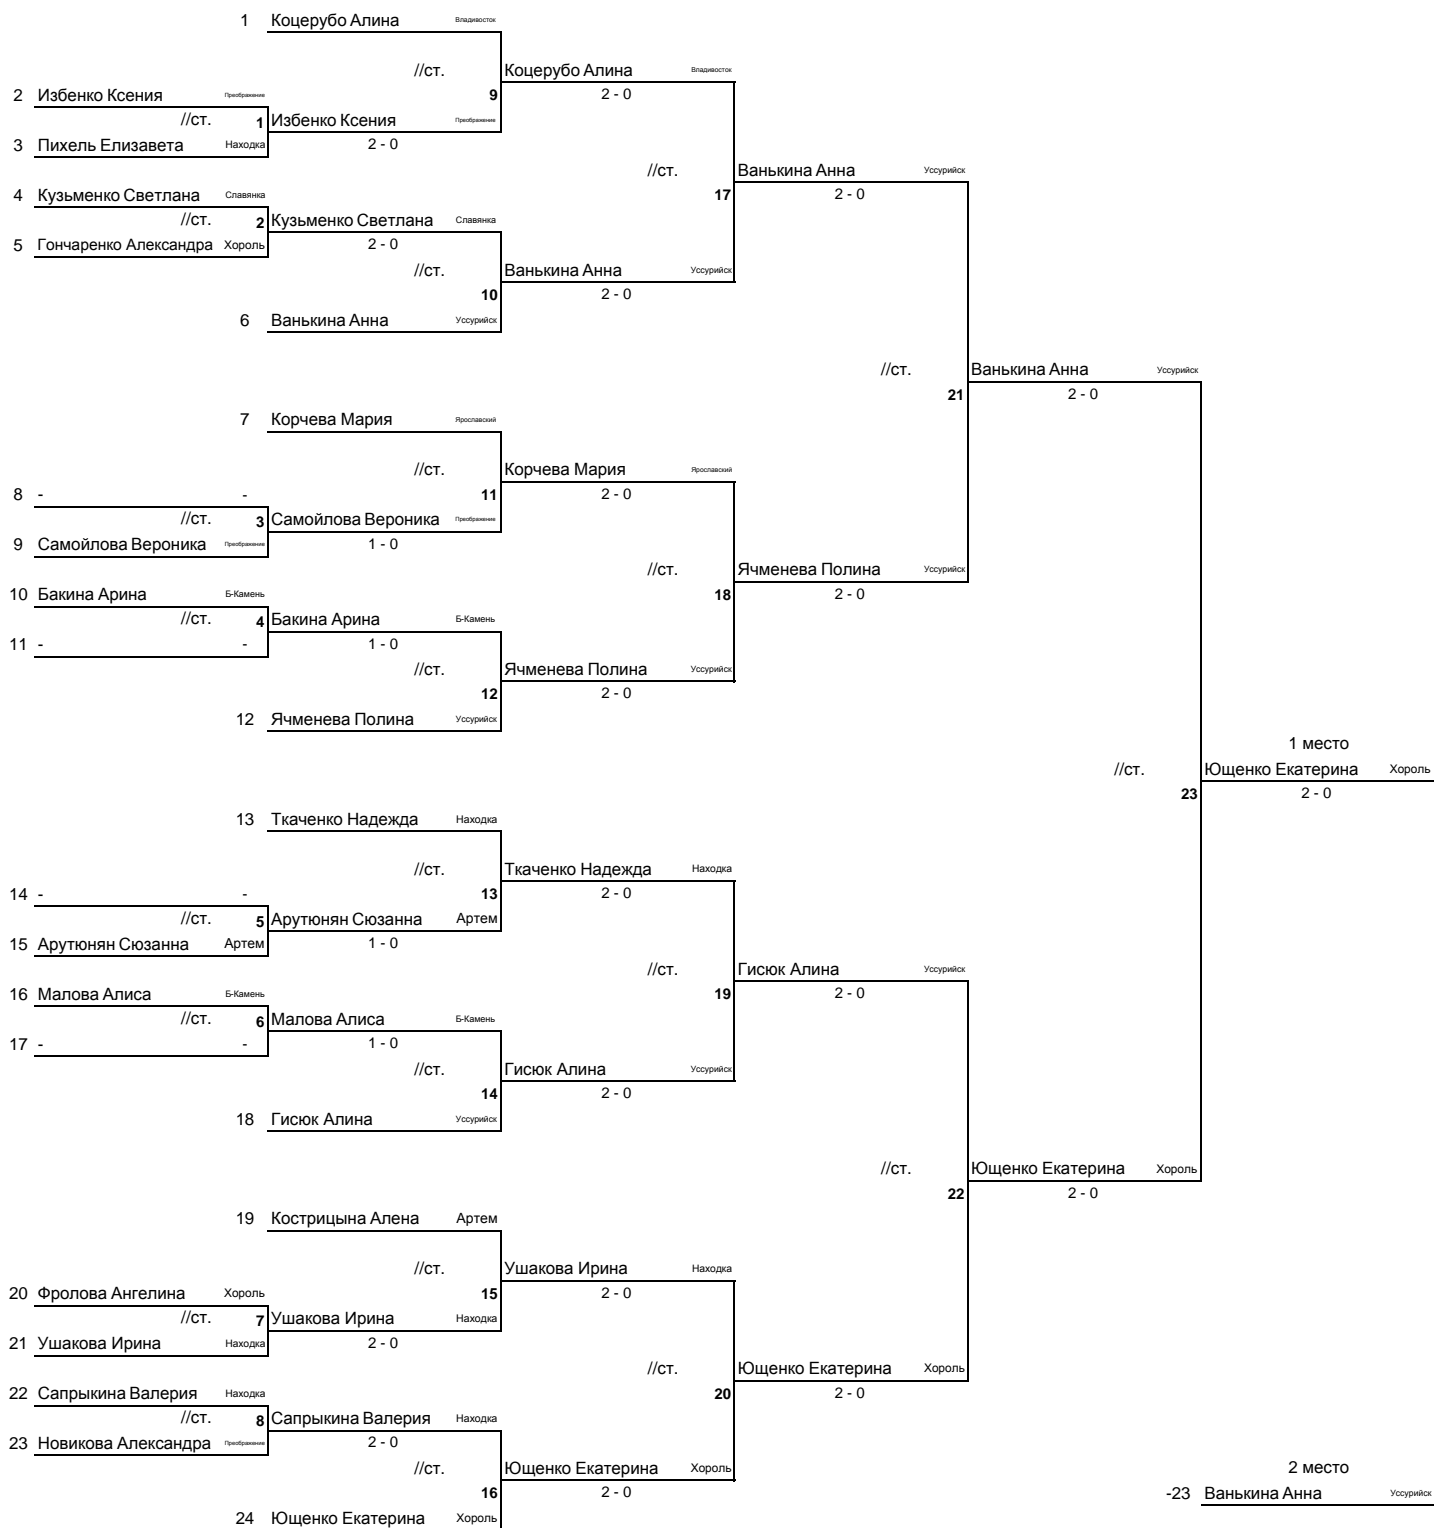 1 Коцерубо Алина Владивосток
//ст. Коцерубо Алина Владивосток
2 Избенко Ксения Преображение 9 2 - 0
//ст. 1 Избенко Ксения Преображение
3 Пихель Елизавета Находка 2 - 0
//ст. Ванькина Анна Уссурийск
4 Кузьменко Светлана Славянка 17 2 - 0
//ст. 2 Кузьменко Светлана Славянка
5 Гончаренко Александра Хороль 2 - 0
//ст. Ванькина Анна Уссурийск
10 2 - 0
6 Ванькина Анна Уссурийск
//ст. Ванькина Анна Уссурийск
21 2 - 0
7 Корчева Мария Ярославский
//ст. Корчева Мария Ярославский
8 - - 11 2 - 0
//ст. 3 Самойлова Вероника Преображение
9 Самойлова Вероника Преображение 1 - 0
//ст. Ячменева Полина Уссурийск
10 Бакина Арина Б-Камень 18 2 - 0
//ст. 4 Бакина Арина Б-Камень
11 - - 1 - 0
//ст. Ячменева Полина Уссурийск
12 2 - 0
12 Ячменева Полина Уссурийск
1 место
//ст. Ющенко Екатерина Хороль
23 2 - 0
13 Ткаченко Надежда Находка
//ст. Ткаченко Надежда Находка
14 - - 13 2 - 0
//ст. 5 Арутюнян Сюзанна Артем
15 Арутюнян Сюзанна Артем 1 - 0
//ст. Гисюк Алина Уссурийск
16 Малова Алиса Б-Камень 19 2 - 0
//ст. 6 Малова Алиса Б-Камень
17 - - 1 - 0
//ст. Гисюк Алина Уссурийск
14 2 - 0
18 Гисюк Алина Уссурийск
//ст. Ющенко Екатерина Хороль
22 2 - 0
19 Кострицына Алена Артем
//ст. Ушакова Ирина Находка
20 Фролова Ангелина Хороль 15 2 - 0
//ст. 7 Ушакова Ирина Находка
21 Ушакова Ирина Находка 2 - 0
//ст. Ющенко Екатерина Хороль
22 Сапрыкина Валерия Находка 20 2 - 0
//ст. 8 Сапрыкина Валерия Находка
23 Новикова Александра Преображение 2 - 0
//ст. Ющенко Екатерина Хороль 2 место
16 2 - 0 -23 Ванькина Анна Уссурийск
24 Ющенко Екатерина Хороль